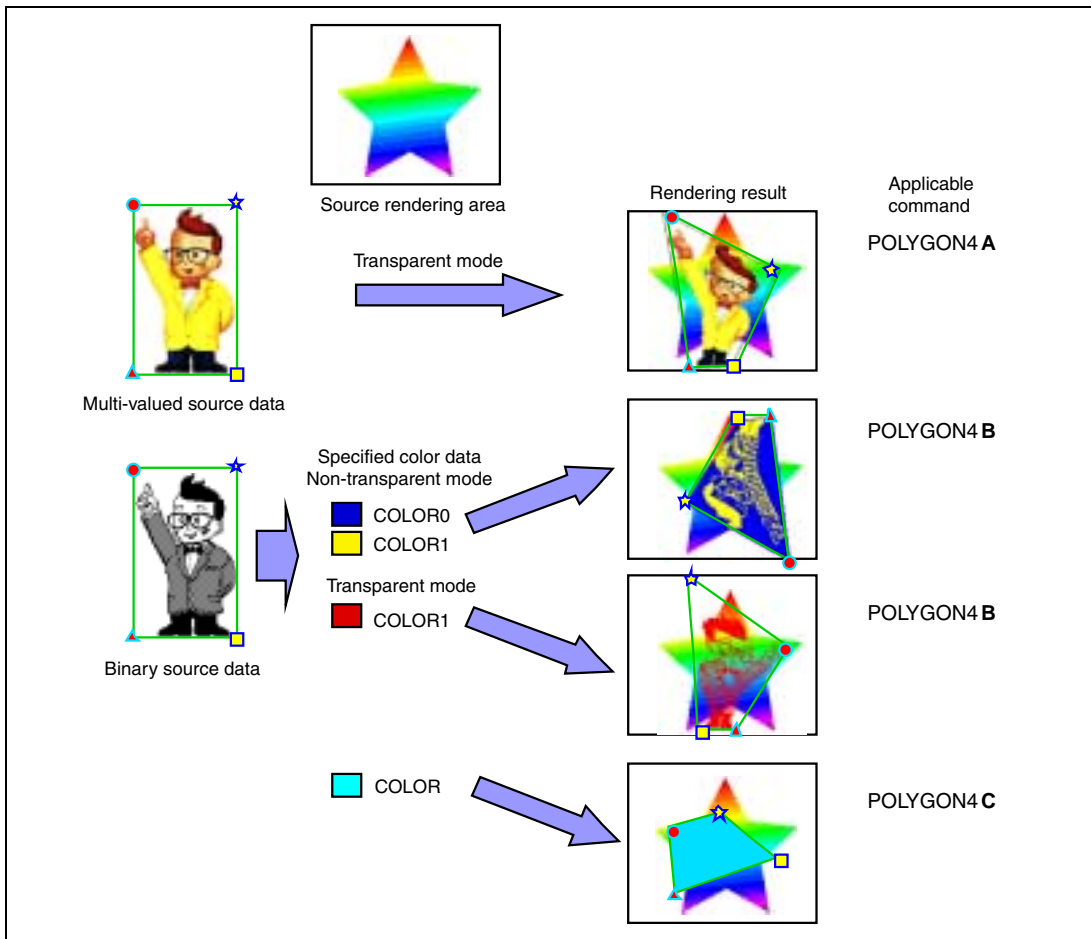 Source rendering area
Rendering result
Applicable
command
Transparent mode
POLYGON4 A
Multi-valued source data
Specified color data
Non-transparent mode
COLOR0
COLOR1
POLYGON4 B
Transparent mode
COLOR1
POLYGON4 B
Binary source data
COLOR
POLYGON4 C